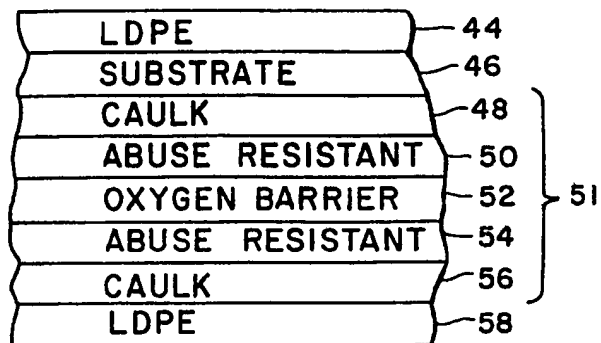 LDPE 44
SUBSTRATE 46
CAULK 48
ABUSE RESISTANT 50
OXYGEN BARRIER 52 51
ABUSE RESISTANT 54
CAULK 56
LDPE 58